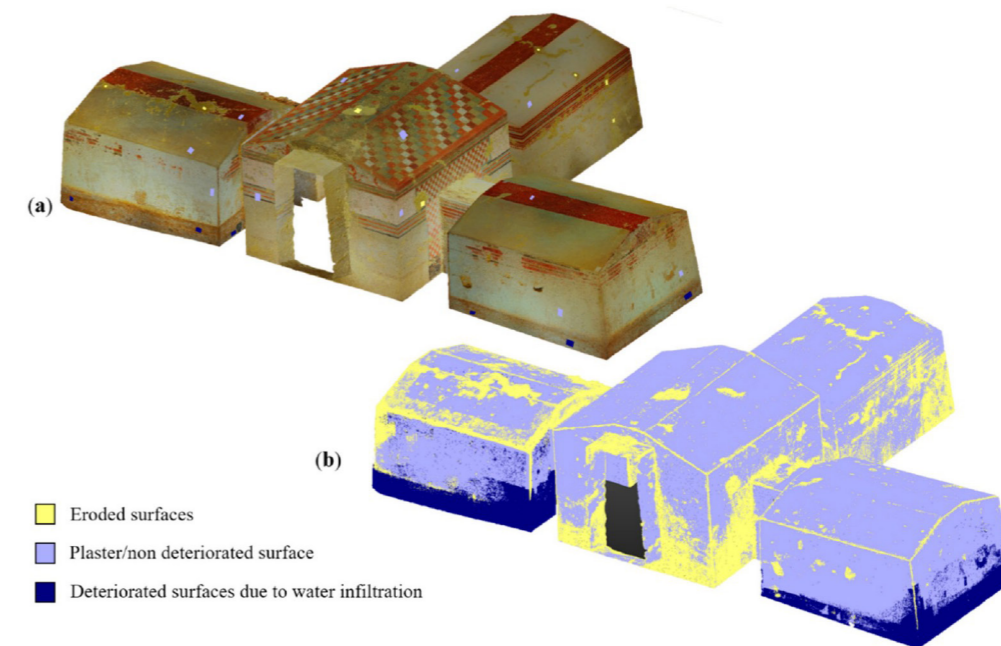 (a)
(b)
Eroded surfaces
Plaster/non deteriorated surface
Deteriorated surfaces due to water infiltration